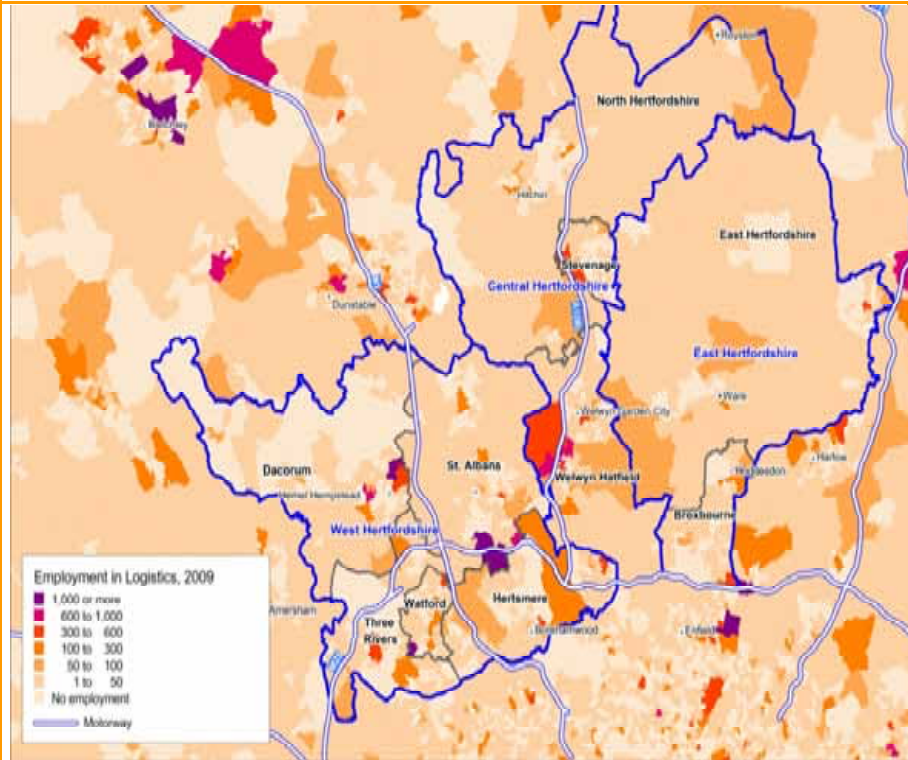 Royston
North Hertfordshire
Bletchley
Hitchin
East Hertfordshire
Stevenage
Central Hertfordshire
Dunstable
East Hertfordshire
Ware
Welwyn Garden City
St. Albans
Harlow
Dacorum
Welwyn Hatfield
Hoddesdon
Hemel Hempstead
Broxbourne
West Hertfordshire
Employment in Logistics, 2009
1,000 or more
600 to 1,000
300 to 600
100 to 300
50 to 100
1 to 50
No employment
Motorway
Amersham
Watford
Hertsmere
Three
Rivers
Borehamwood
Enfield